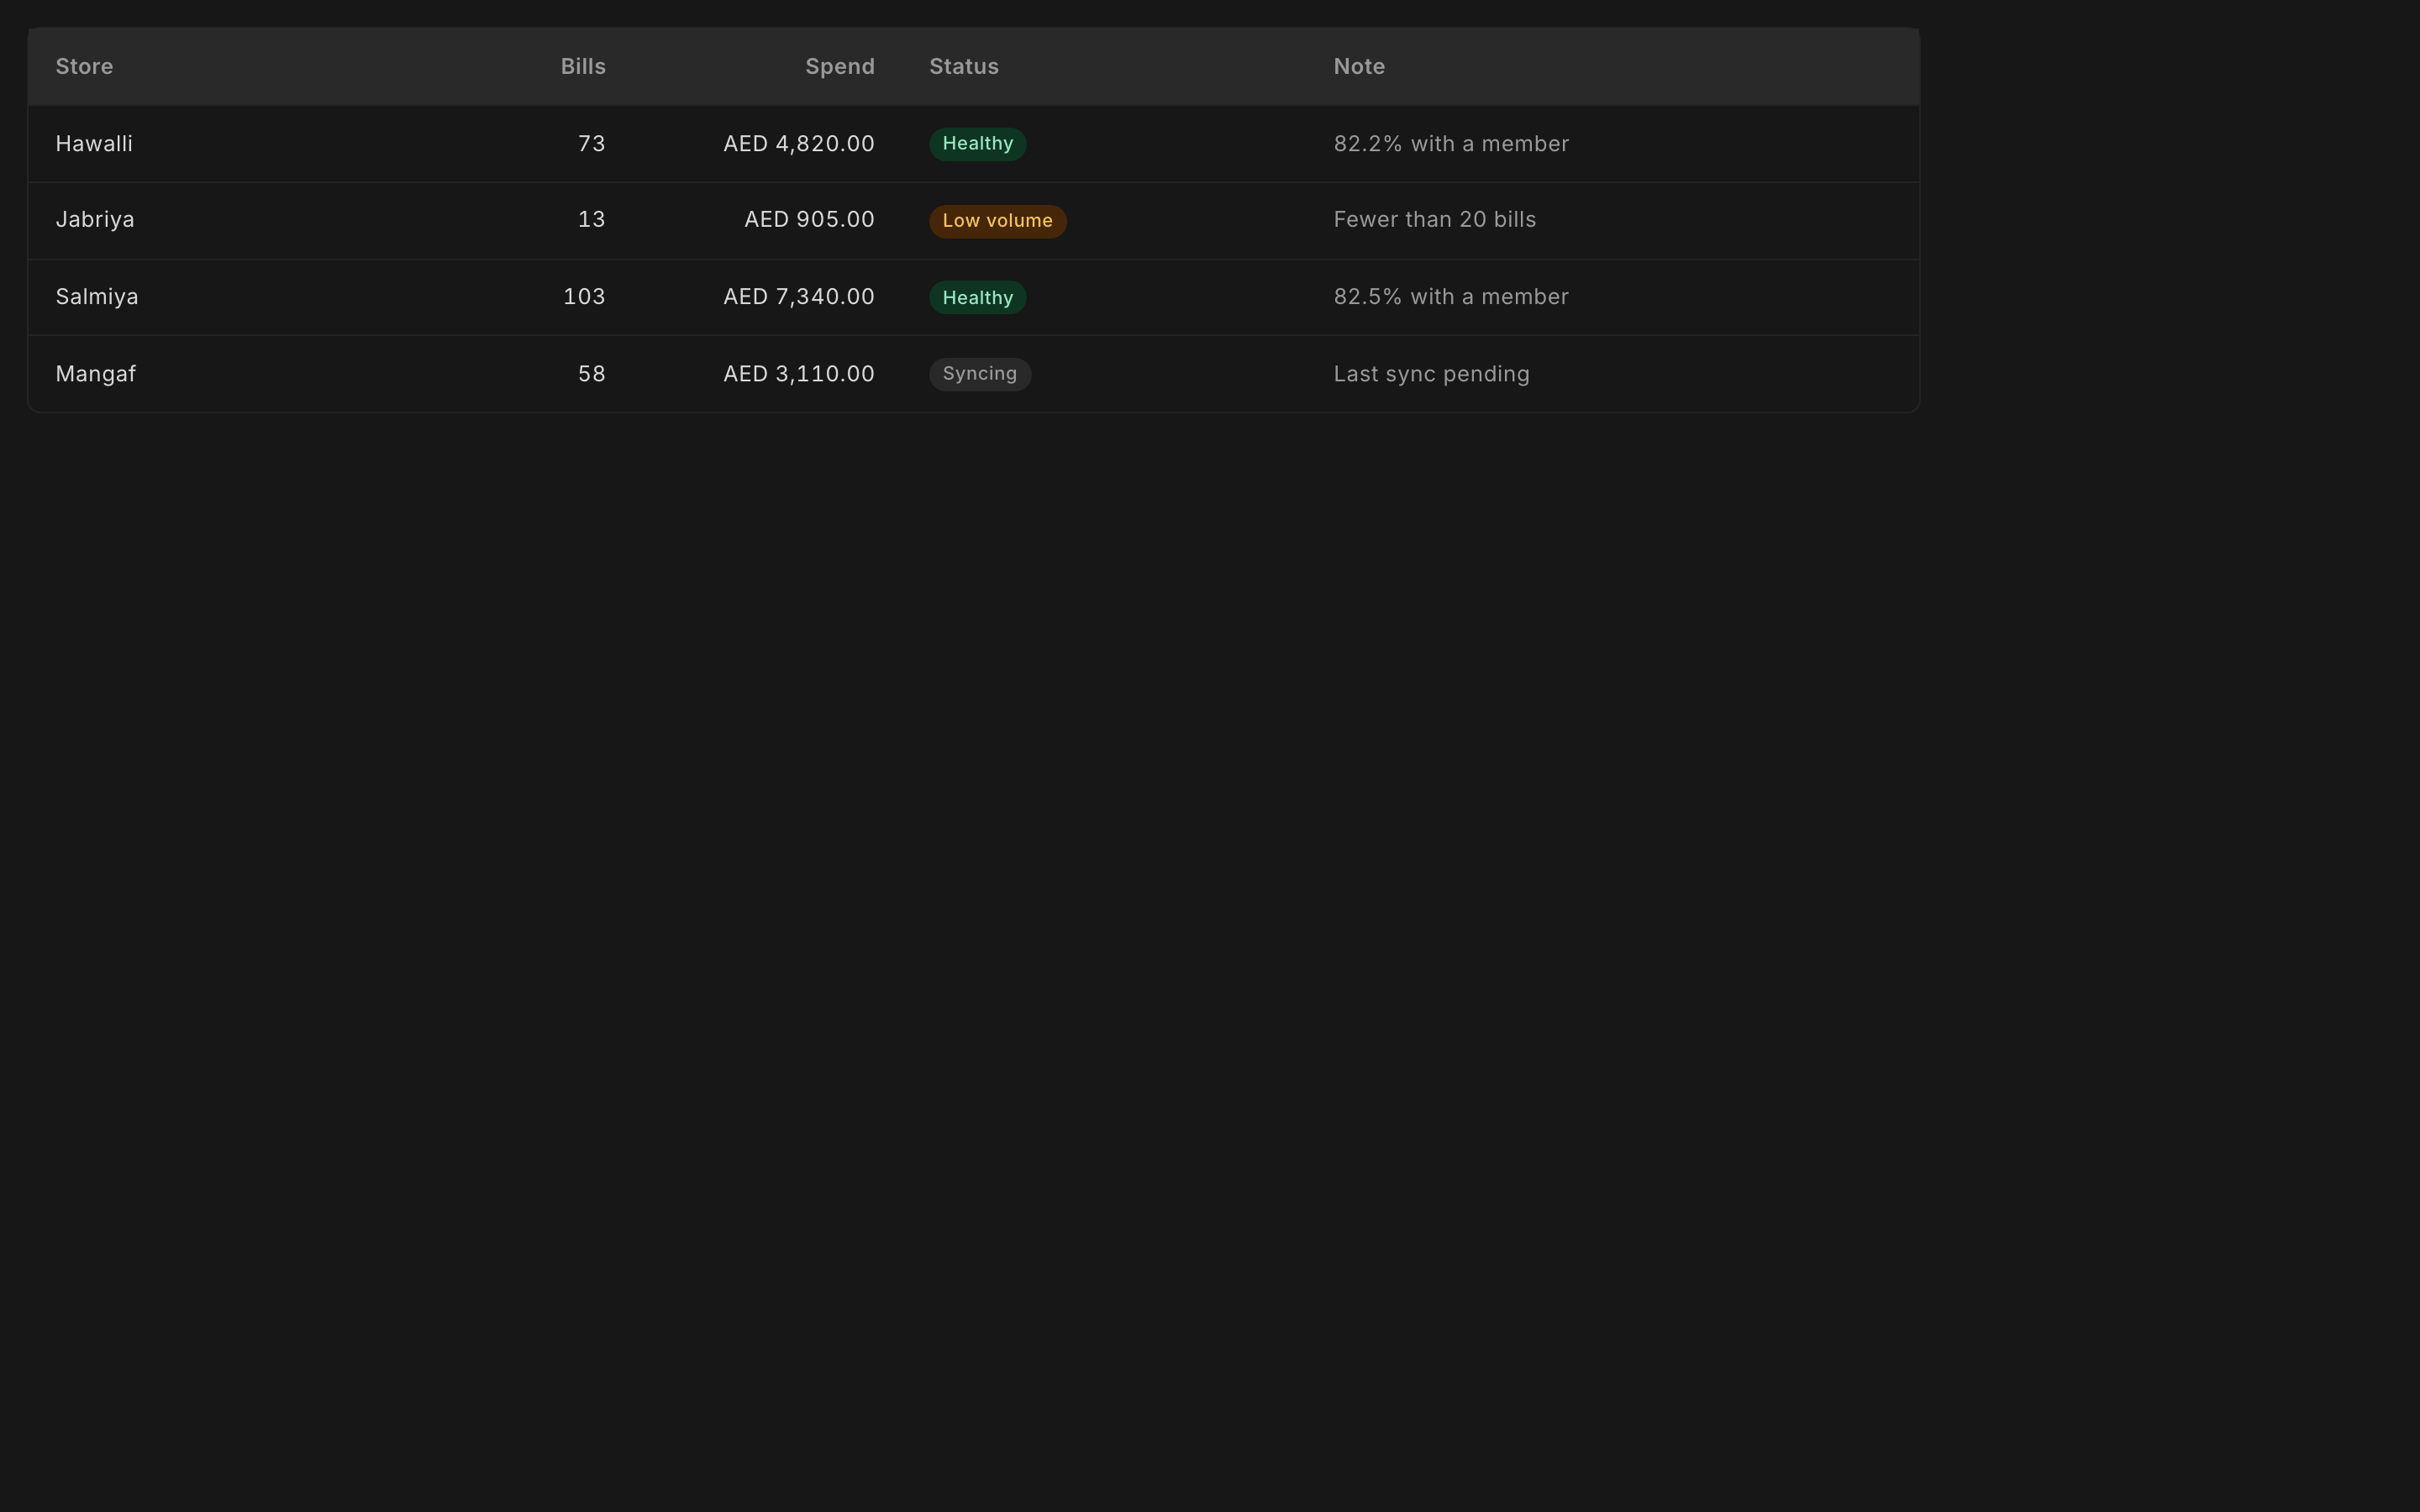 Store Bills Spend Status Note
Hawalli 73 AED 4,820.00 Healthy 82.2% with a member
Jabriya 13 AED 905.00 Low volume Fewer than 20 bills
Salmiya 103 AED 7,340.00 Healthy 82.5% with a member
Mangaf 58 AED 3,110.00 Syncing Last sync pending